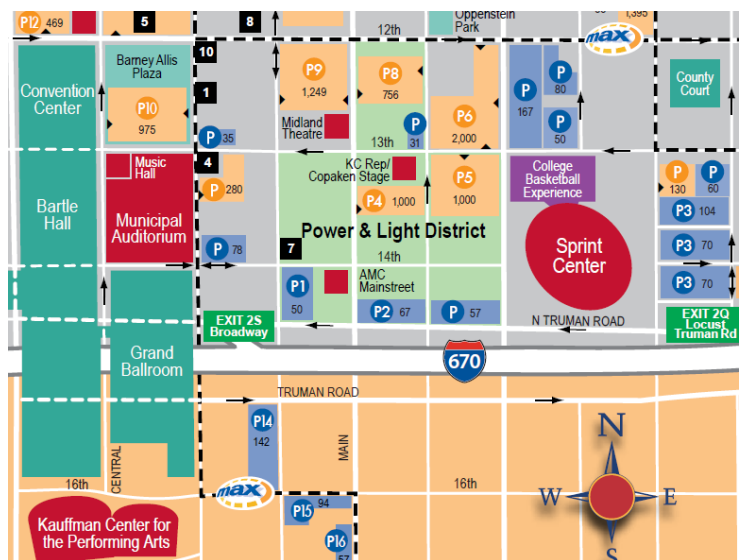 P12 469
5
8
12th
Oppenstein
Park
1,395
max
Convention
Center
Barney Allis
Plaza
P10
975
10
1
P 35
P9
1,249
P8
756
P6
2,000
P
167
P
80
P
50
County
Court
Midland
Theatre
P
31
13th
Music
Hall
4
P 280
KC Rep/
Copaken Stage
P5
1,000
P4 1,000
College
Basketball
Experience
P
130
P
60
P3 104
P3 70
P3 70
Bartle
Hall
Municipal
Auditorium
P 78
7
Power & Light District
14th
Sprint
Center
P1
50
AMC
Mainstreet
P2 67
P 57
EXIT 2S
Broadway
N TRUMAN ROAD
EXIT 2Q
Locust
Truman Rd
Grand
Ballroom
670
TRUMAN ROAD
P14
142
MAIN
CENTRAL
16th
16th
max
P15
94
P16
57
Kauffman Center for
the Performing Arts
N
W
E
S